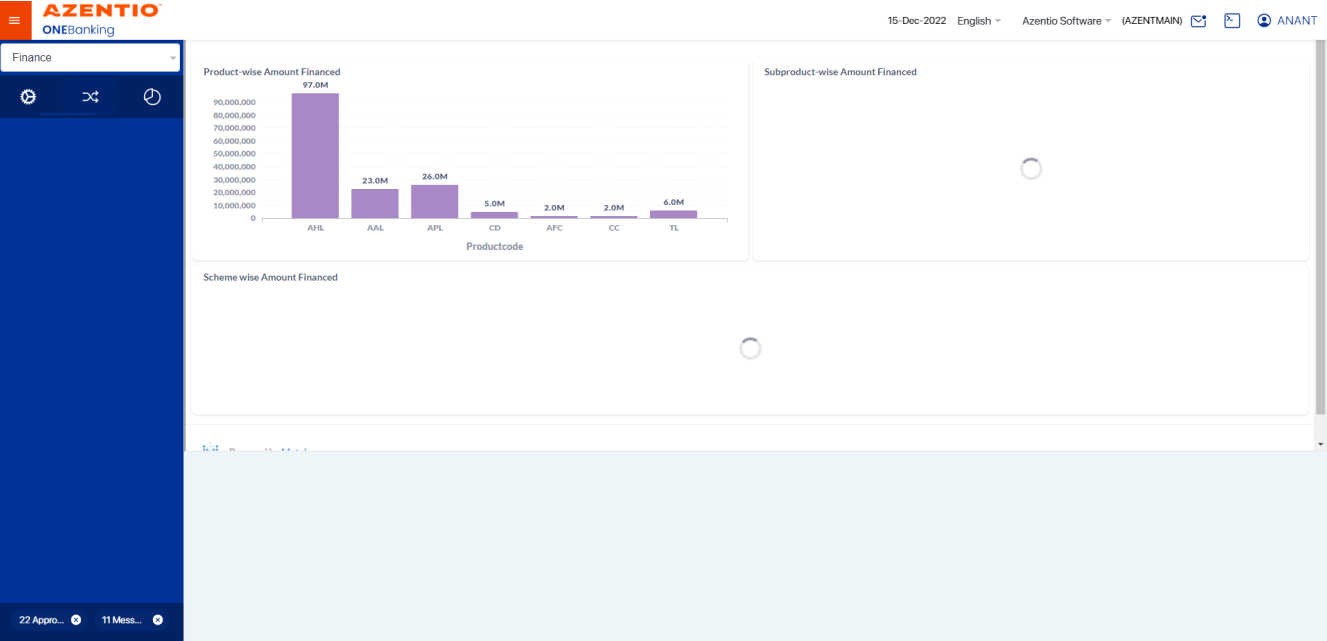 AZENTIO
ONEBanking
15-Dec-2022 English Azentio Software (AZENTMAIN) ANANT
Finance
Product-wise Amount Financed
97.0M
90,000,000
80,000,000
70,000,000
60,000,000
50,000,000
40,000,000
30,000,000
20,000,000
10,000,000
0
23.0M
26.0M
5.0M
2.0M
2.0M
6.0M
AHL AAL APL CD AFC CC TL
Productcode
Subproduct-wise Amount Financed
Scheme wise Amount Financed
22 Appro... 11 Mess...